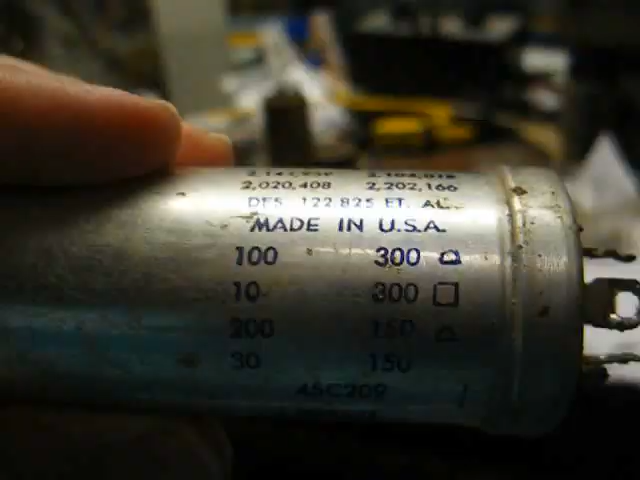 2,020,408 2,202,166
DES. 122,825 ET. AL.
MADE IN U.S.A.
100 300
10 300
200 150
30 150
45C209